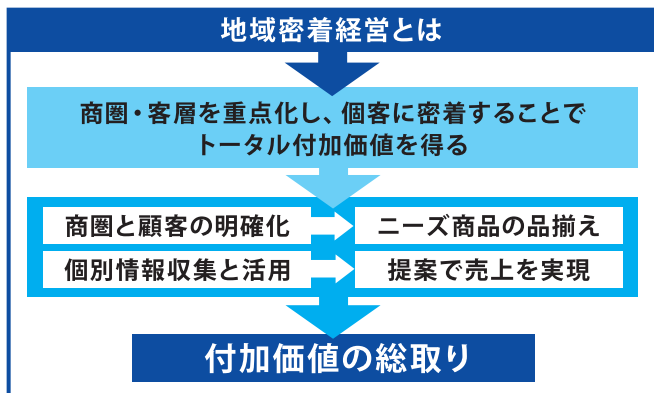 地域密着経営とは
商圏・客層を重点化し、個客に密着することで
トータル付加価値を得る
商圏と顧客の明確化
ニーズ商品の品揃え
個別情報収集と活用
提案で売上を実現
付加価値の総取り